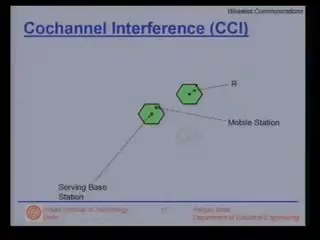 Wireless Communications
Cochannel Interference (CCI)
R
Mobile Station
Serving Base
Station
Indian Institute of Technology
Delhi
Ranjan Bose
Department of Electrical Engineering